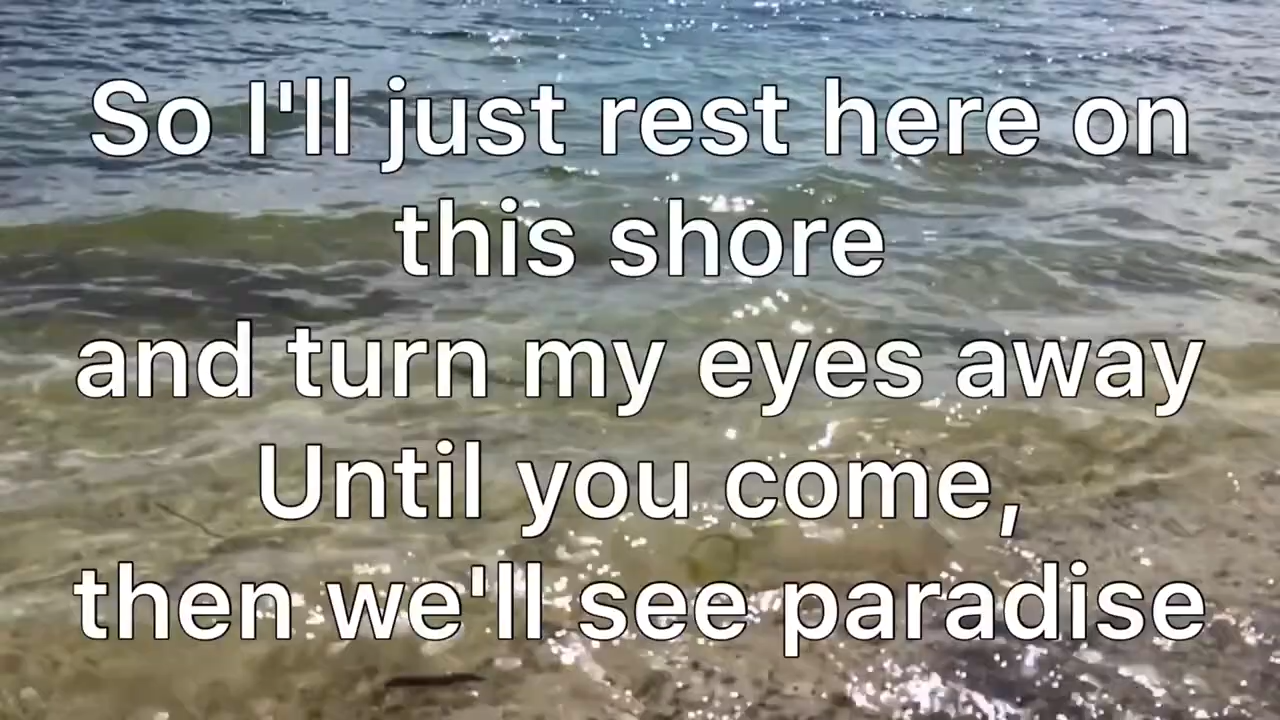 So I'll just rest here on
this shore
and turn my eyes away
Until you come,
then we'll see paradise